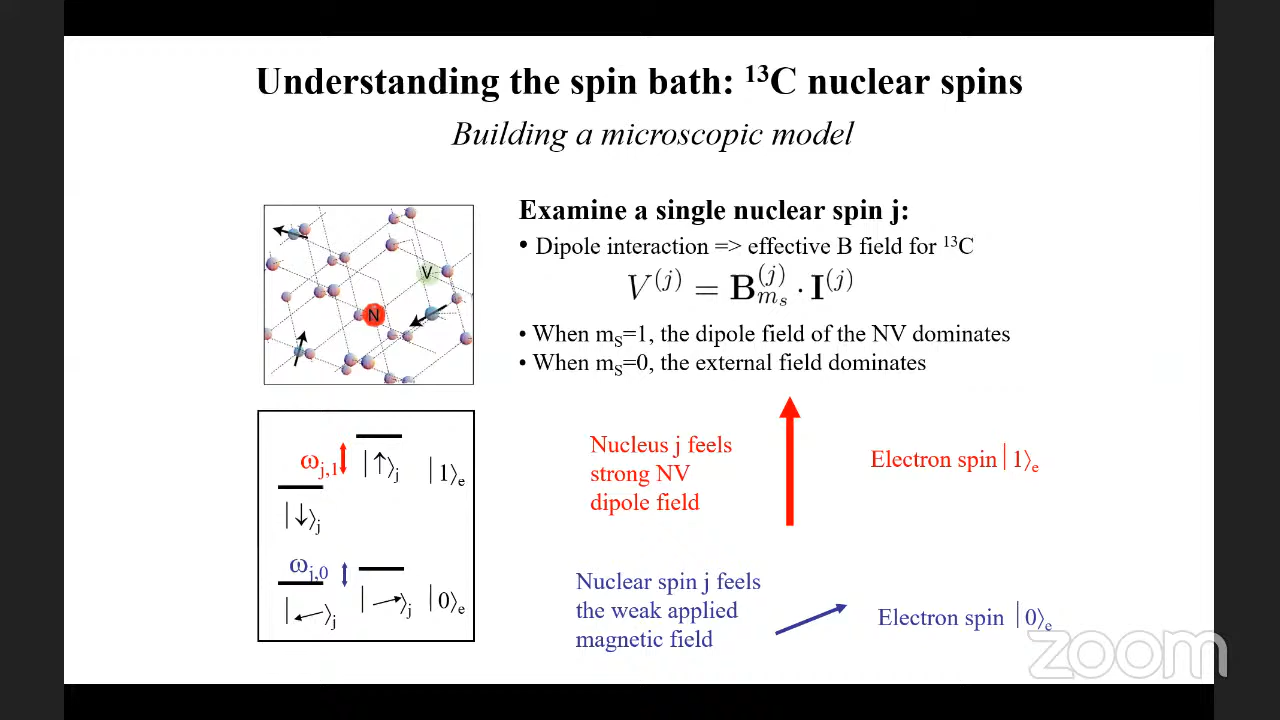 Understanding the spin bath: ¹³C nuclear spins
Building a microscopic model
V
N
Examine a single nuclear spin j:
• Dipole interaction => effective B field for ¹³C
V^(j) = B_{m_s}^(j) · I^(j)
• When m_S=1, the dipole field of the NV dominates
• When m_S=0, the external field dominates
ω_{j,1}
|↑⟩_j
|1⟩_e
|↓⟩_j
ω_{j,0}
|←⟩_j
|→⟩_j
|0⟩_e
Nucleus j feels
strong NV
dipole field
Electron spin |1⟩_e
Nuclear spin j feels
the weak applied
magnetic field
Electron spin |0⟩_e
zoom